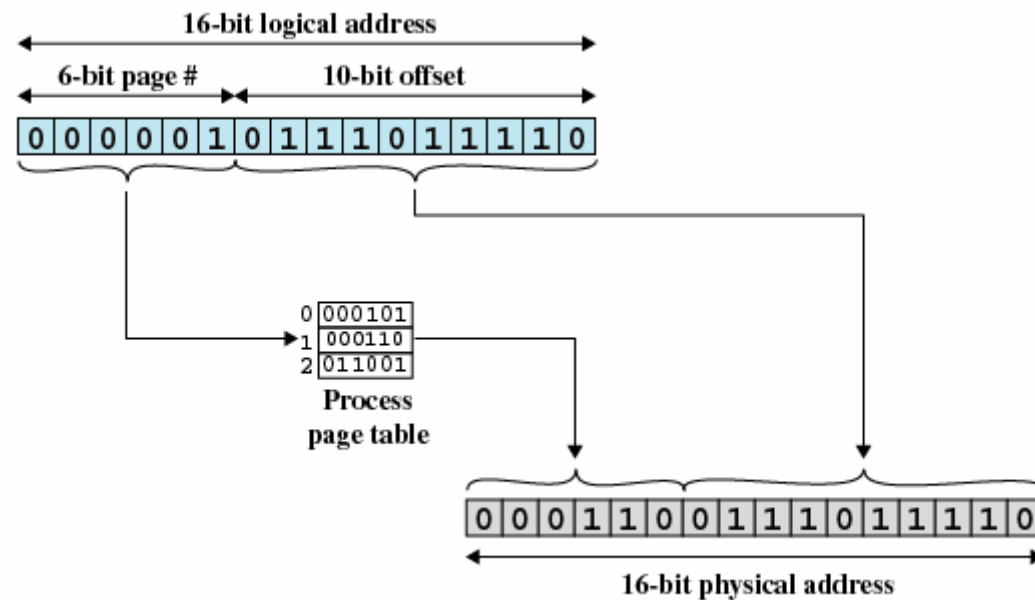 16-bit logical address
6-bit page # 10-bit offset
0 0 0 0 0 1 0 1 1 1 0 1 1 1 1 0
0 000101
1 000110
2 011001
Process
page table
0 0 0 1 1 0 0 1 1 1 0 1 1 1 1 0
16-bit physical address